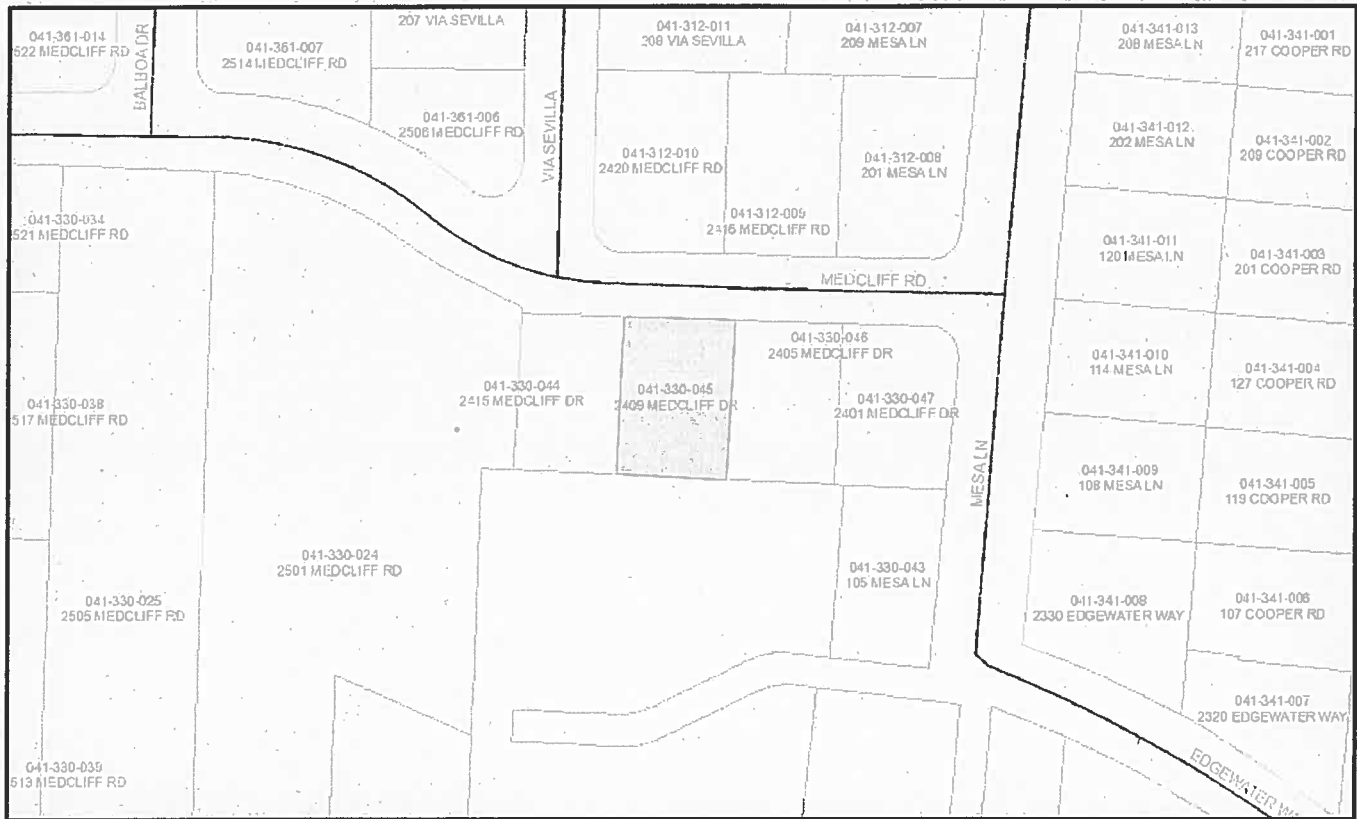 207 VIA SEVILLA
041-361-014
522 MEDCLIFF RD
BALBOA DR
041-361-007
2514 MEDCLIFF RD
041-361-006
2506 MEDCLIFF RD
VIA SEVILLA
041-312-011
208 VIA SEVILLA
041-312-007
209 MESA LN
041-341-013
208 MESA LN
041-341-001
217 COOPER RD
041-312-010
2420 MEDCLIFF RD
041-312-008
201 MESA LN
041-312-009
2416 MEDCLIFF RD
041-341-012
202 MESA LN
041-341-002
209 COOPER RD
041-330-034
521 MEDCLIFF RD
MEDCLIFF RD
041-341-011
120 MESA LN
041-341-003
201 COOPER RD
041-330-046
2405 MEDCLIFF DR
041-341-010
114 MESA LN
041-341-004
127 COOPER RD
041-330-038
517 MEDCLIFF RD
041-330-044
2415 MEDCLIFF DR
041-330-045
2409 MEDCLIFF DR
041-330-047
2401 MEDCLIFF DR
MESA LN
041-341-009
108 MESA LN
041-341-005
119 COOPER RD
041-330-024
2501 MEDCLIFF RD
041-330-025
2505 MEDCLIFF RD
041-330-043
105 MESA LN
041-341-008
2330 EDGEWATER WAY
041-341-006
107 COOPER RD
041-341-007
2320 EDGEWATER WAY
041-330-039
513 MEDCLIFF RD
EDGEWATER WA